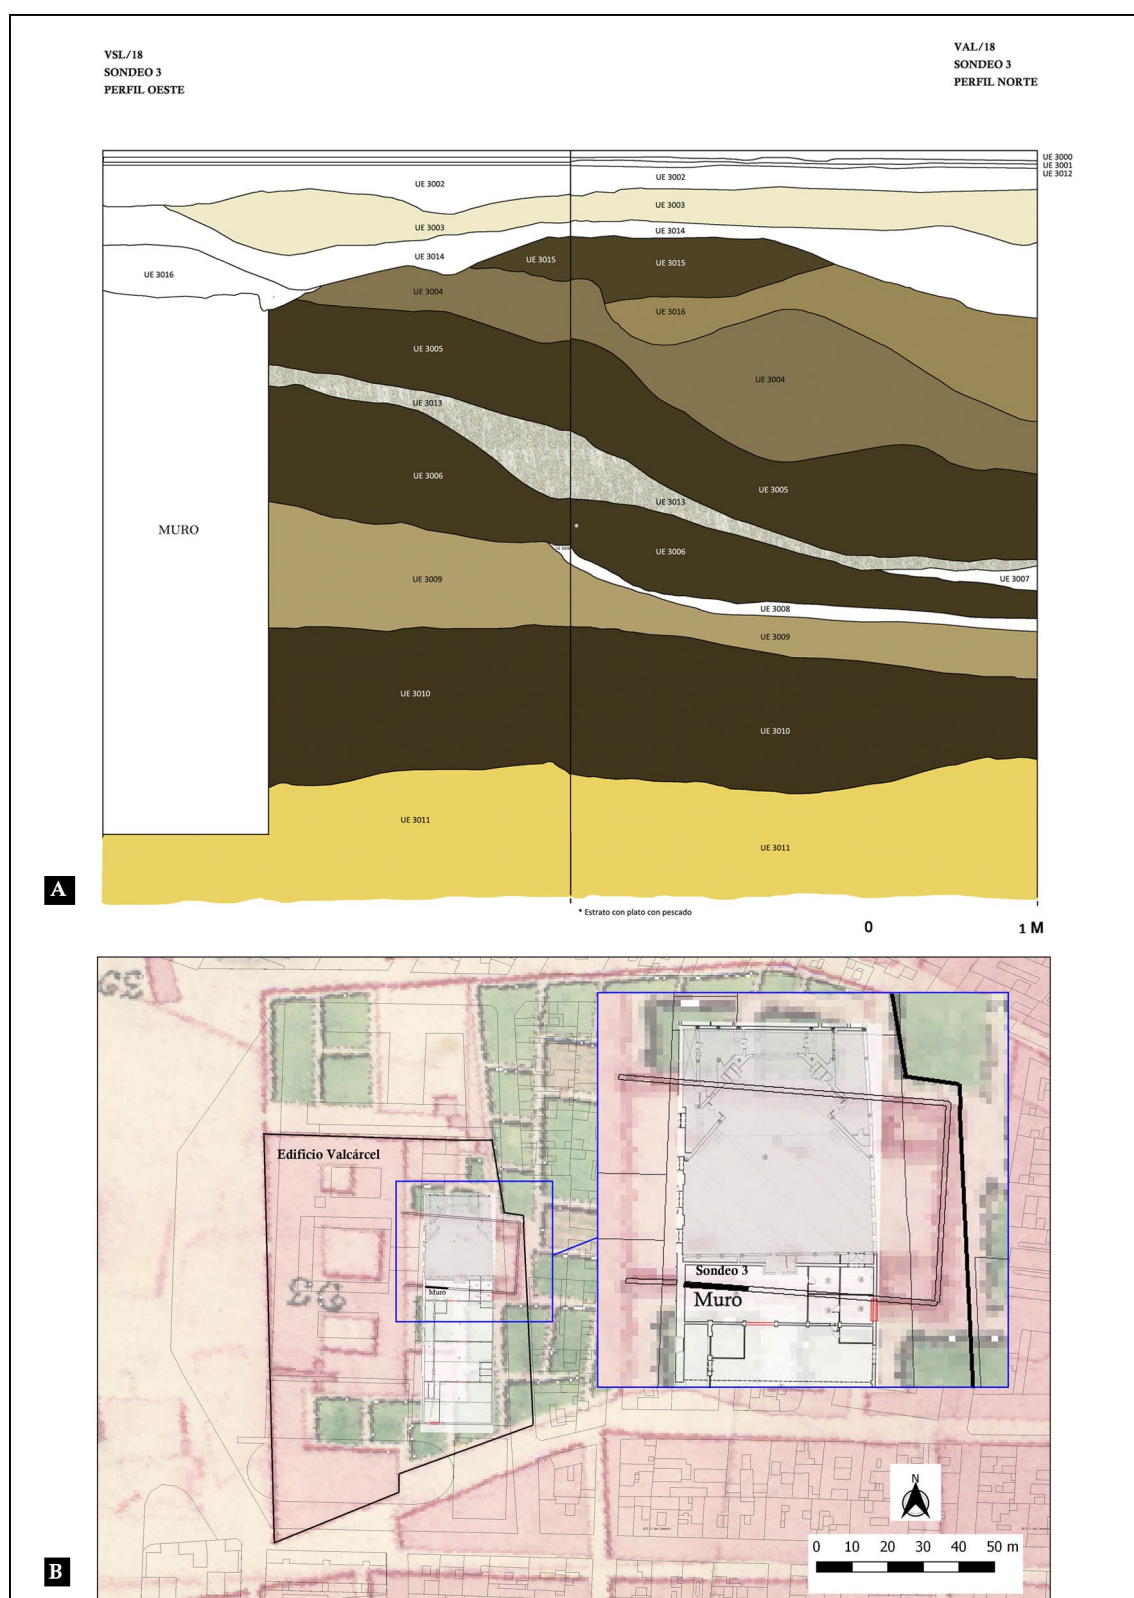 VSL/18
SONDEO 3
PERFIL OESTE
VAL/18
SONDEO 3
PERFIL NORTE
UE 3000
UE 3001
UE 3012
UE 3002
UE 3002
UE 3003
UE 3003
UE 3014
UE 3014
UE 3015
UE 3015
UE 3016
UE 3004
UE 3016
UE 3005
UE 3004
UE 3013
UE 3006
UE 3005
UE 3013
MURO
UE 3006
UE 3007
UE 3009
UE 3008
UE 3009
UE 3010
UE 3010
UE 3011
UE 3011
A
* Estrato con plato con pescado
0 1 M
33
Edificio Valcárcel
33
Muro
Sondeo 3
Muro
N
0 10 20 30 40 50 m
B